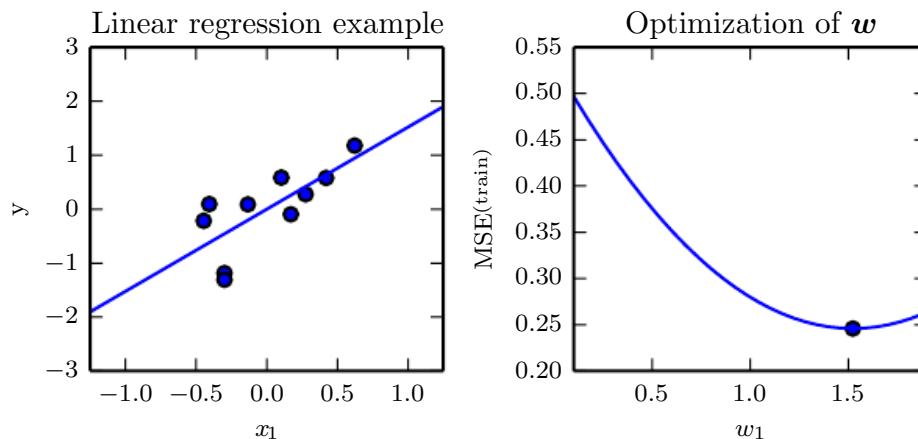 Linear regression example
3
2
1
0
−1
−2
−3
y
−1.0 −0.5 0.0 0.5 1.0
x1
Optimization of w
0.55
0.50
0.45
0.40
0.35
0.30
0.25
0.20
MSE(train)
0.5 1.0 1.5
w1